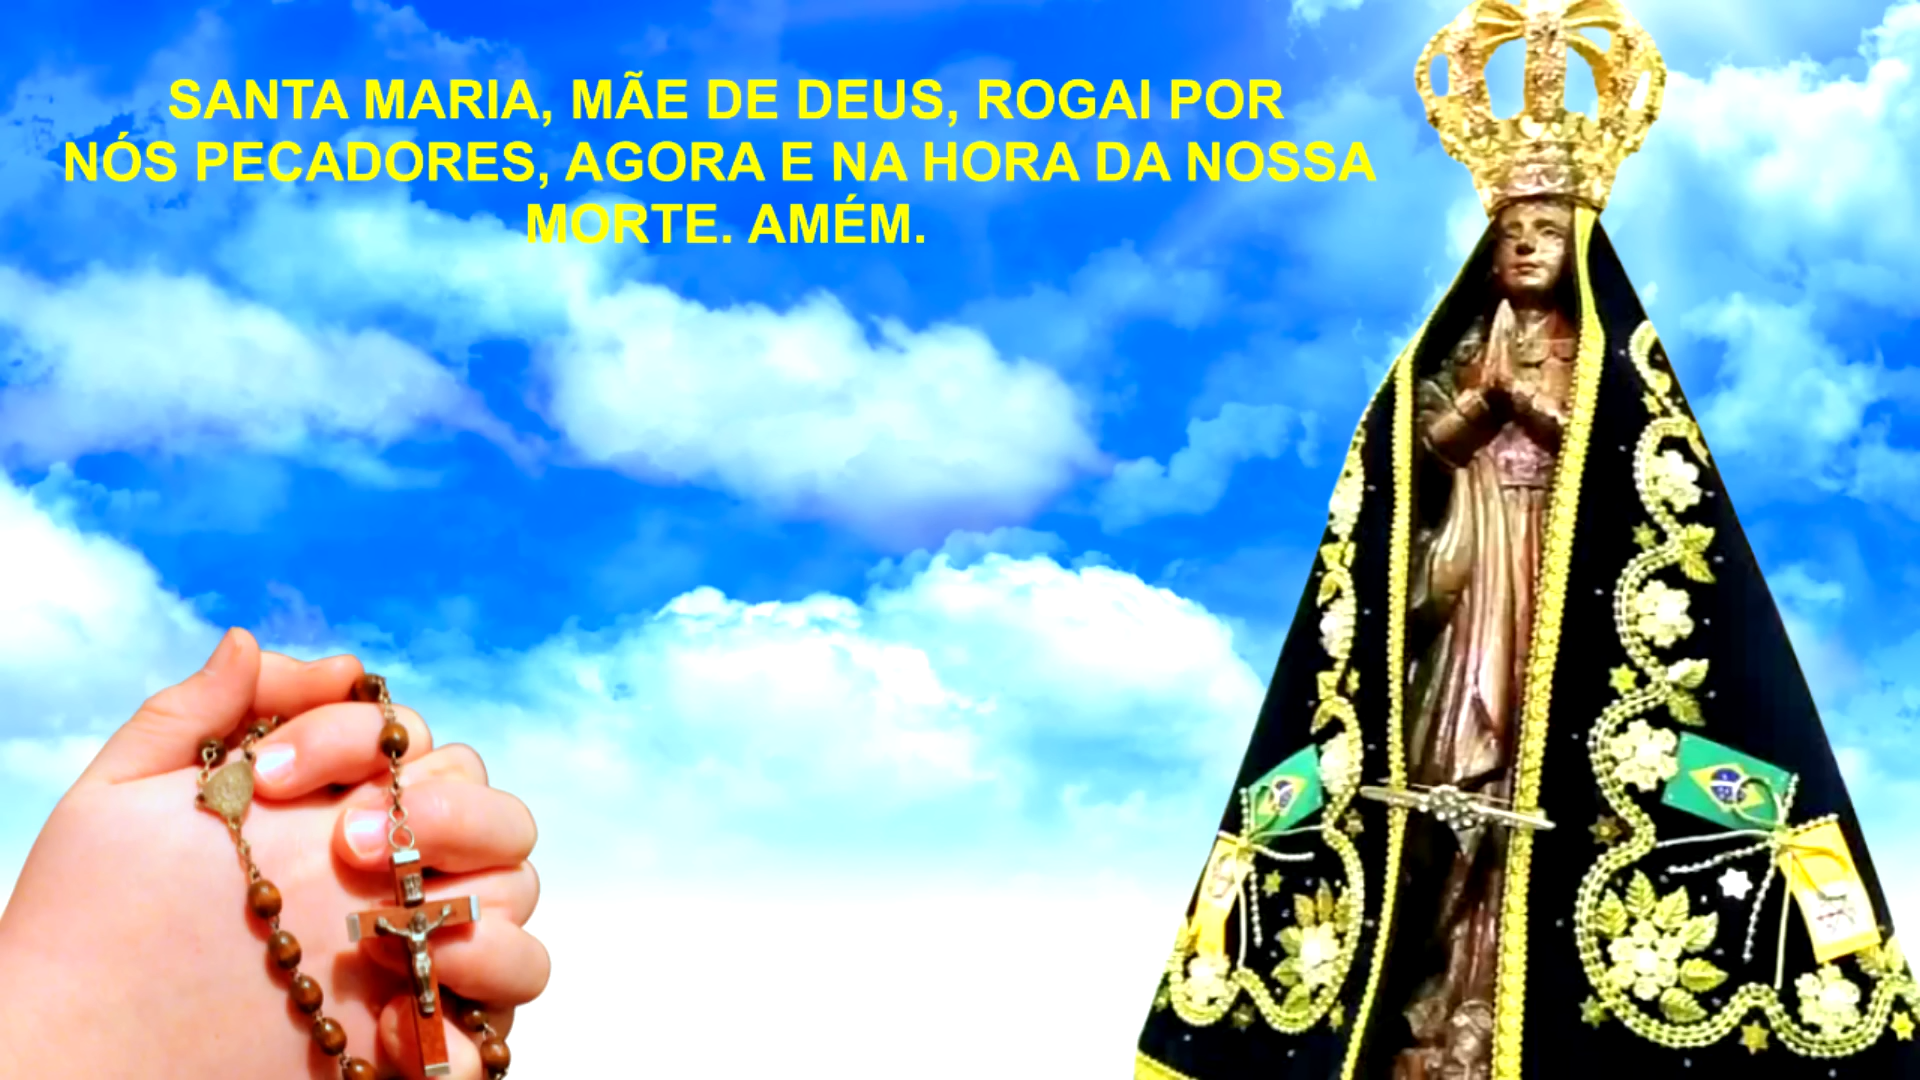 SANTA MARIA, MÃE DE DEUS, ROGAI POR
NÓS PECADORES, AGORA E NA HORA DA NOSSA
MORTE. AMÉM.